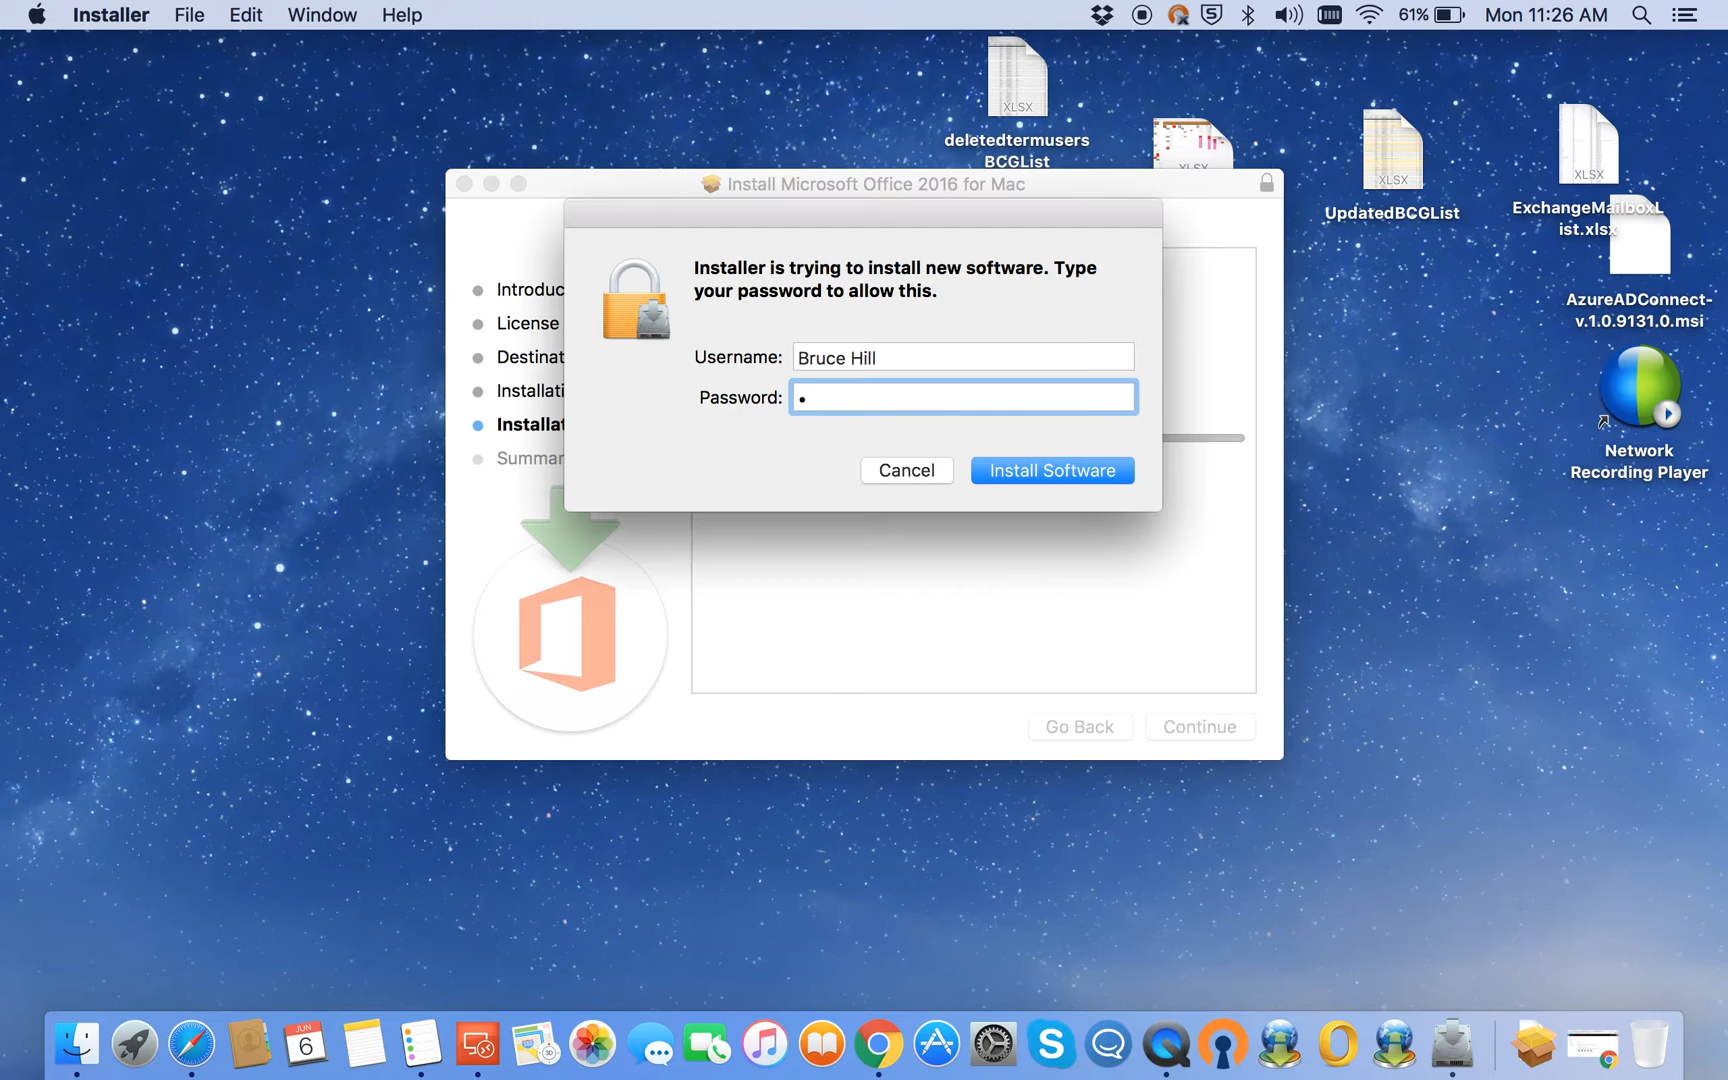 Installer File Edit Window Help
61% Mon 11:26 AM
XLSX
deletedtermusers
BCGList
XLSX
XLSX
UpdatedBCGList
XLSX
ExchangeMailboxL
ist.xlsx
AzureADConnect-
v.1.0.9131.0.msi
Network
Recording Player
Install Microsoft Office 2016 for Mac
Installer is trying to install new software. Type
your password to allow this.
Username: Bruce Hill
Password: •
Cancel Install Software
Introduc
License
Destinat
Installati
Installat
Summar
Go Back Continue
JUN
6
3D